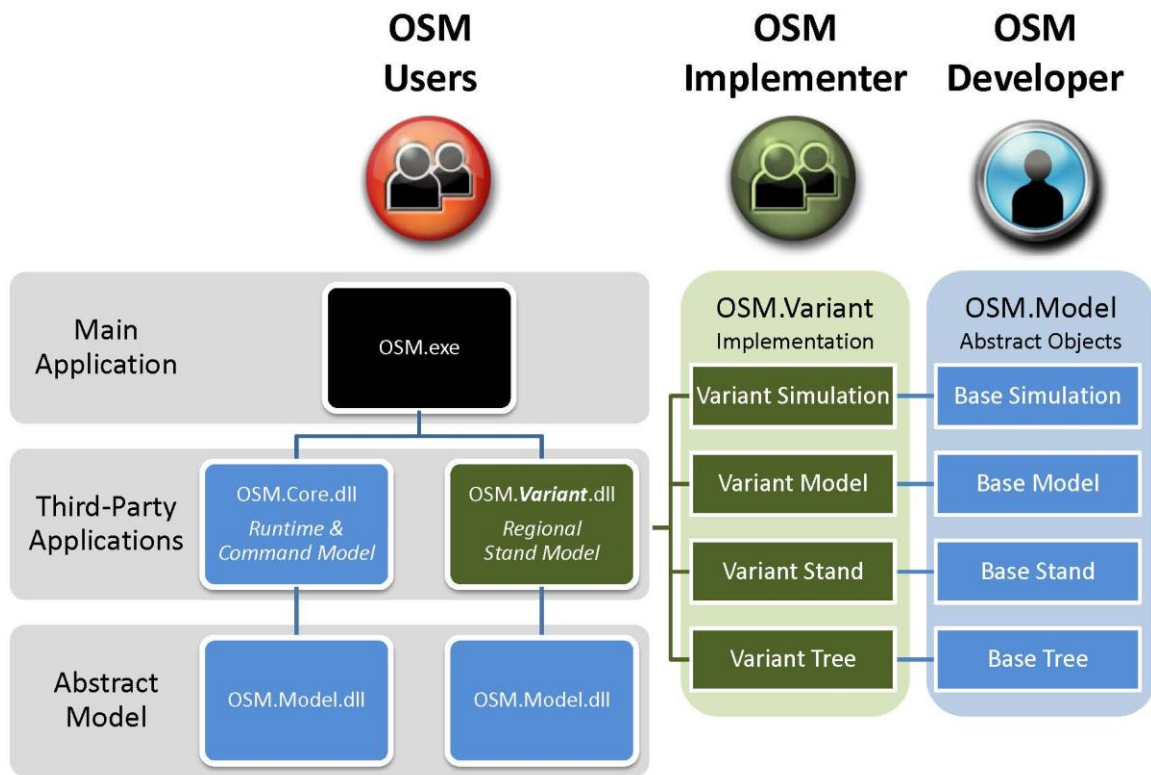 OSM
Users
OSM
Implementer
OSM
Developer
Main
Application
OSM.exe
Third-Party
Applications
OSM.Core.dll
Runtime &
Command Model
OSM.Variant.dll
Regional
Stand Model
Abstract
Model
OSM.Model.dll
OSM.Model.dll
OSM.Variant
Implementation
Variant Simulation
Variant Model
Variant Stand
Variant Tree
OSM.Model
Abstract Objects
Base Simulation
Base Model
Base Stand
Base Tree